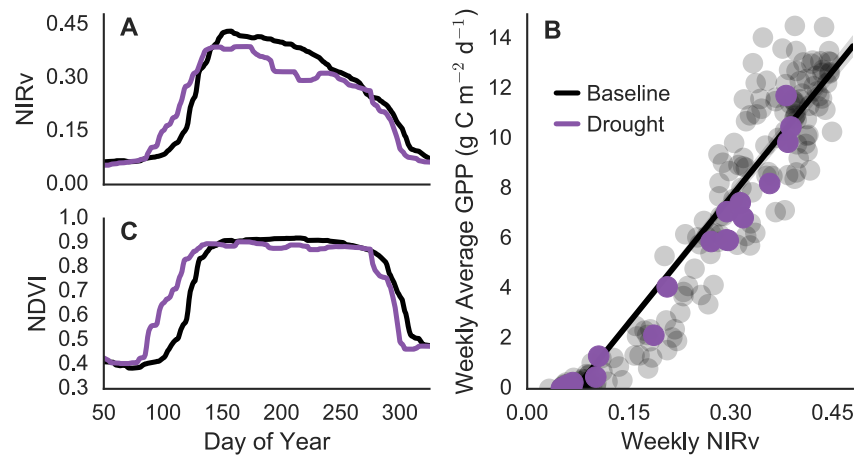 A
NIRv
0.45
0.30
0.15
0.00
C
NDVI
1.0
0.9
0.8
0.7
0.6
0.5
0.4
0.3
50 100 150 200 250 300
Day of Year
B
Baseline
Drought
Weekly Average GPP (g C m⁻² d⁻¹)
14
12
10
8
6
4
2
0
0.00 0.15 0.30 0.45
Weekly NIRv